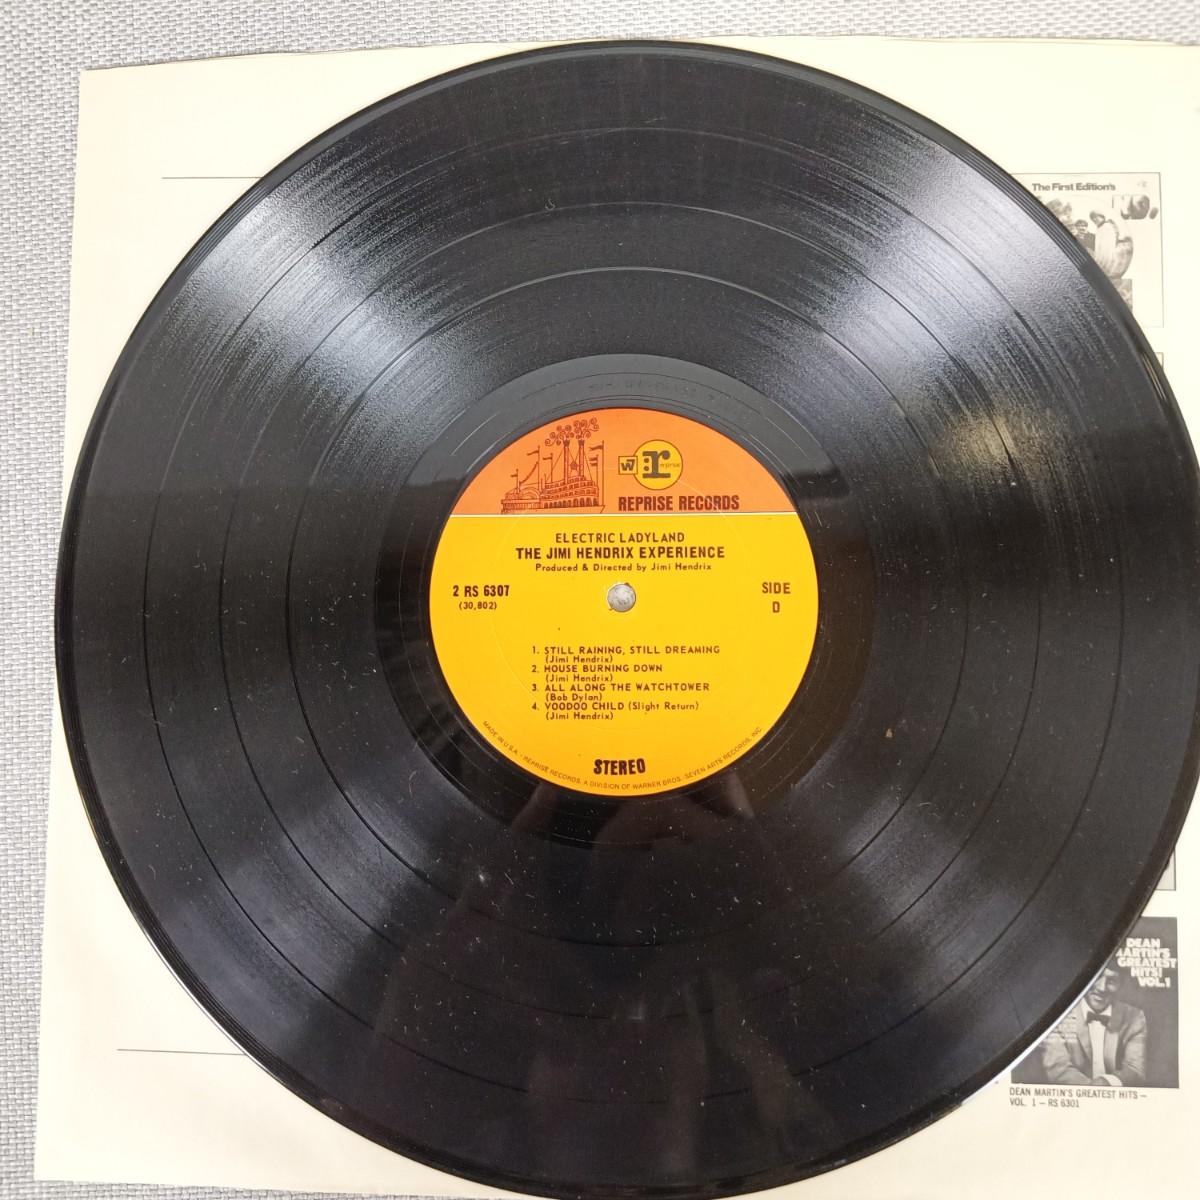 The First Edition's
W7 r: reprise
REPRISE RECORDS
ELECTRIC LADYLAND
THE JIMI HENDRIX EXPERIENCE
Produced & Directed by Jimi Hendrix
2 RS 6307
(30,802)
SIDE
D
1. STILL RAINING, STILL DREAMING
(Jimi Hendrix)
2. HOUSE BURNING DOWN
(Jimi Hendrix)
3. ALL ALONG THE WATCHTOWER
(Bob Dylan)
4. VOODOO CHILD (Slight Return)
(Jimi Hendrix)
STEREO
MADE IN U.S.A. - REPRISE RECORDS, A DIVISION OF WARNER BROS.-SEVEN ARTS RECORDS, INC.
DEAN
MARTIN'S
GREATEST
HITS!
VOL.1
DEAN MARTIN'S GREATEST HITS –
VOL. 1 – RS 6301